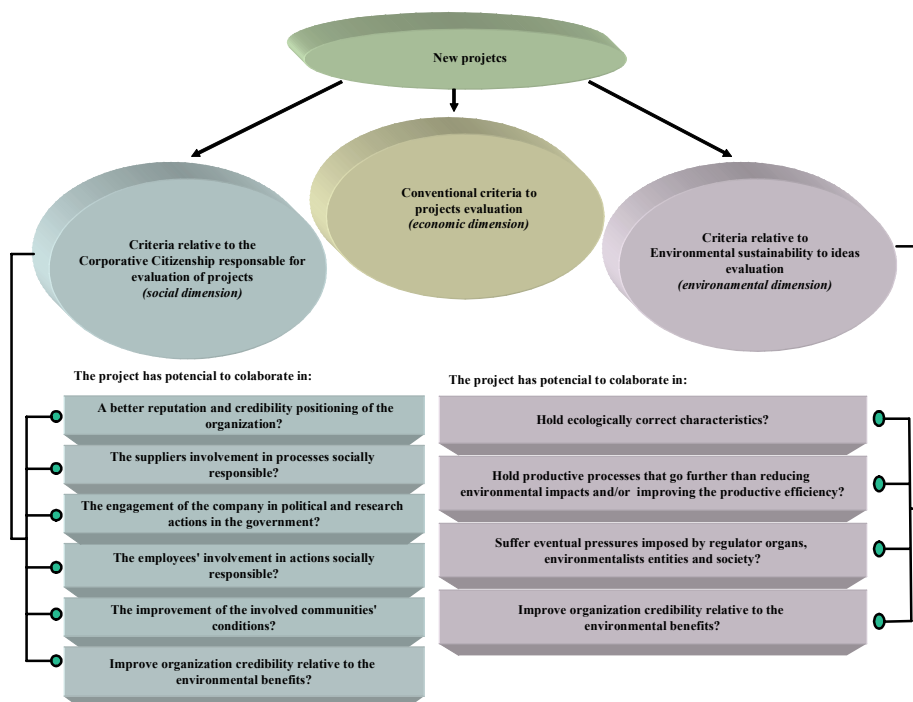 New projetcs
Conventional criteria to
projects evaluation
(economic dimension)
Criteria relative to the
Corporative Citizenship responsible for
evaluation of projects
(social dimension)
Criteria relative to
Environmental sustainability to ideas
evaluation
(environamental dimension)
The project has potencial to colaborate in:
A better reputation and credibility positioning of the
organization?
The suppliers involvement in processes socially
responsible?
The engagement of the company in political and research
actions in the government?
The employees' involvement in actions socially
responsible?
The improvement of the involved communities'
conditions?
Improve organization credibility relative to the
environmental benefits?
The project has potencial to colaborate in:
Hold ecologically correct characteristics?
Hold productive processes that go further than reducing
environmental impacts and/or improving the productive efficiency?
Suffer eventual pressures imposed by regulator organs,
environmentalists entities and society?
Improve organization credibility relative to the
environmental benefits?